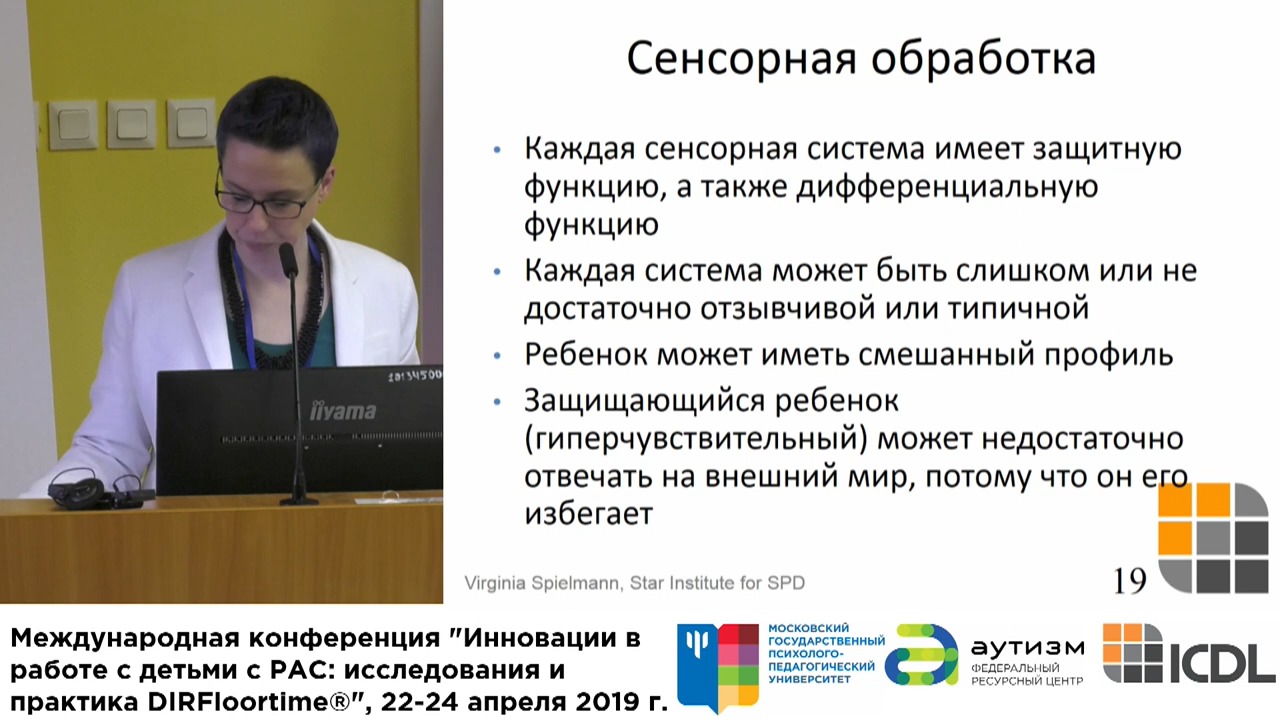 Сенсорная обработка
• Каждая сенсорная система имеет защитную
функцию, а также дифференциальную
функцию
• Каждая система может быть слишком или не
достаточно отзывчивой или типичной
• Ребенок может иметь смешанный профиль
• Защищающийся ребенок
(гиперчувствительный) может недостаточно
отвечать на внешний мир, потому что он его
избегает
Virginia Spielmann, Star Institute for SPD
19
iiyama
Международная конференция "Инновации в
работе с детьми с РАС: исследования и
практика DIRFloortime®", 22-24 апреля 2019 г.
МОСКОВСКИЙ
ГОСУДАРСТВЕННЫЙ
ПСИХОЛОГО-
ПЕДАГОГИЧЕСКИЙ
УНИВЕРСИТЕТ
аутизм
ФЕДЕРАЛЬНЫЙ
РЕСУРСНЫЙ ЦЕНТР
ICDL